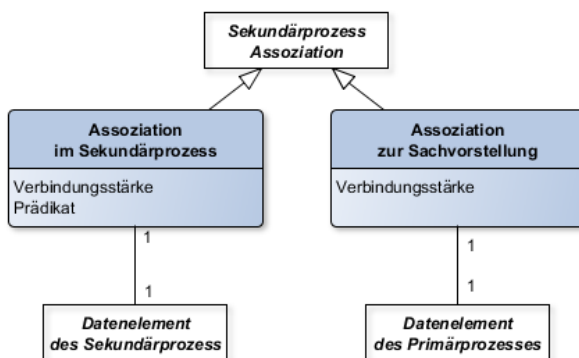 Sekundärprozess
Assoziation
Assoziation
im Sekundärprozess
Verbindungsstärke
Prädikat
Assoziation
zur Sachvorstellung
Verbindungsstärke
1
1
1
1
Datenelement
des Sekundärprozess
Datenelement
des Primärprozesses